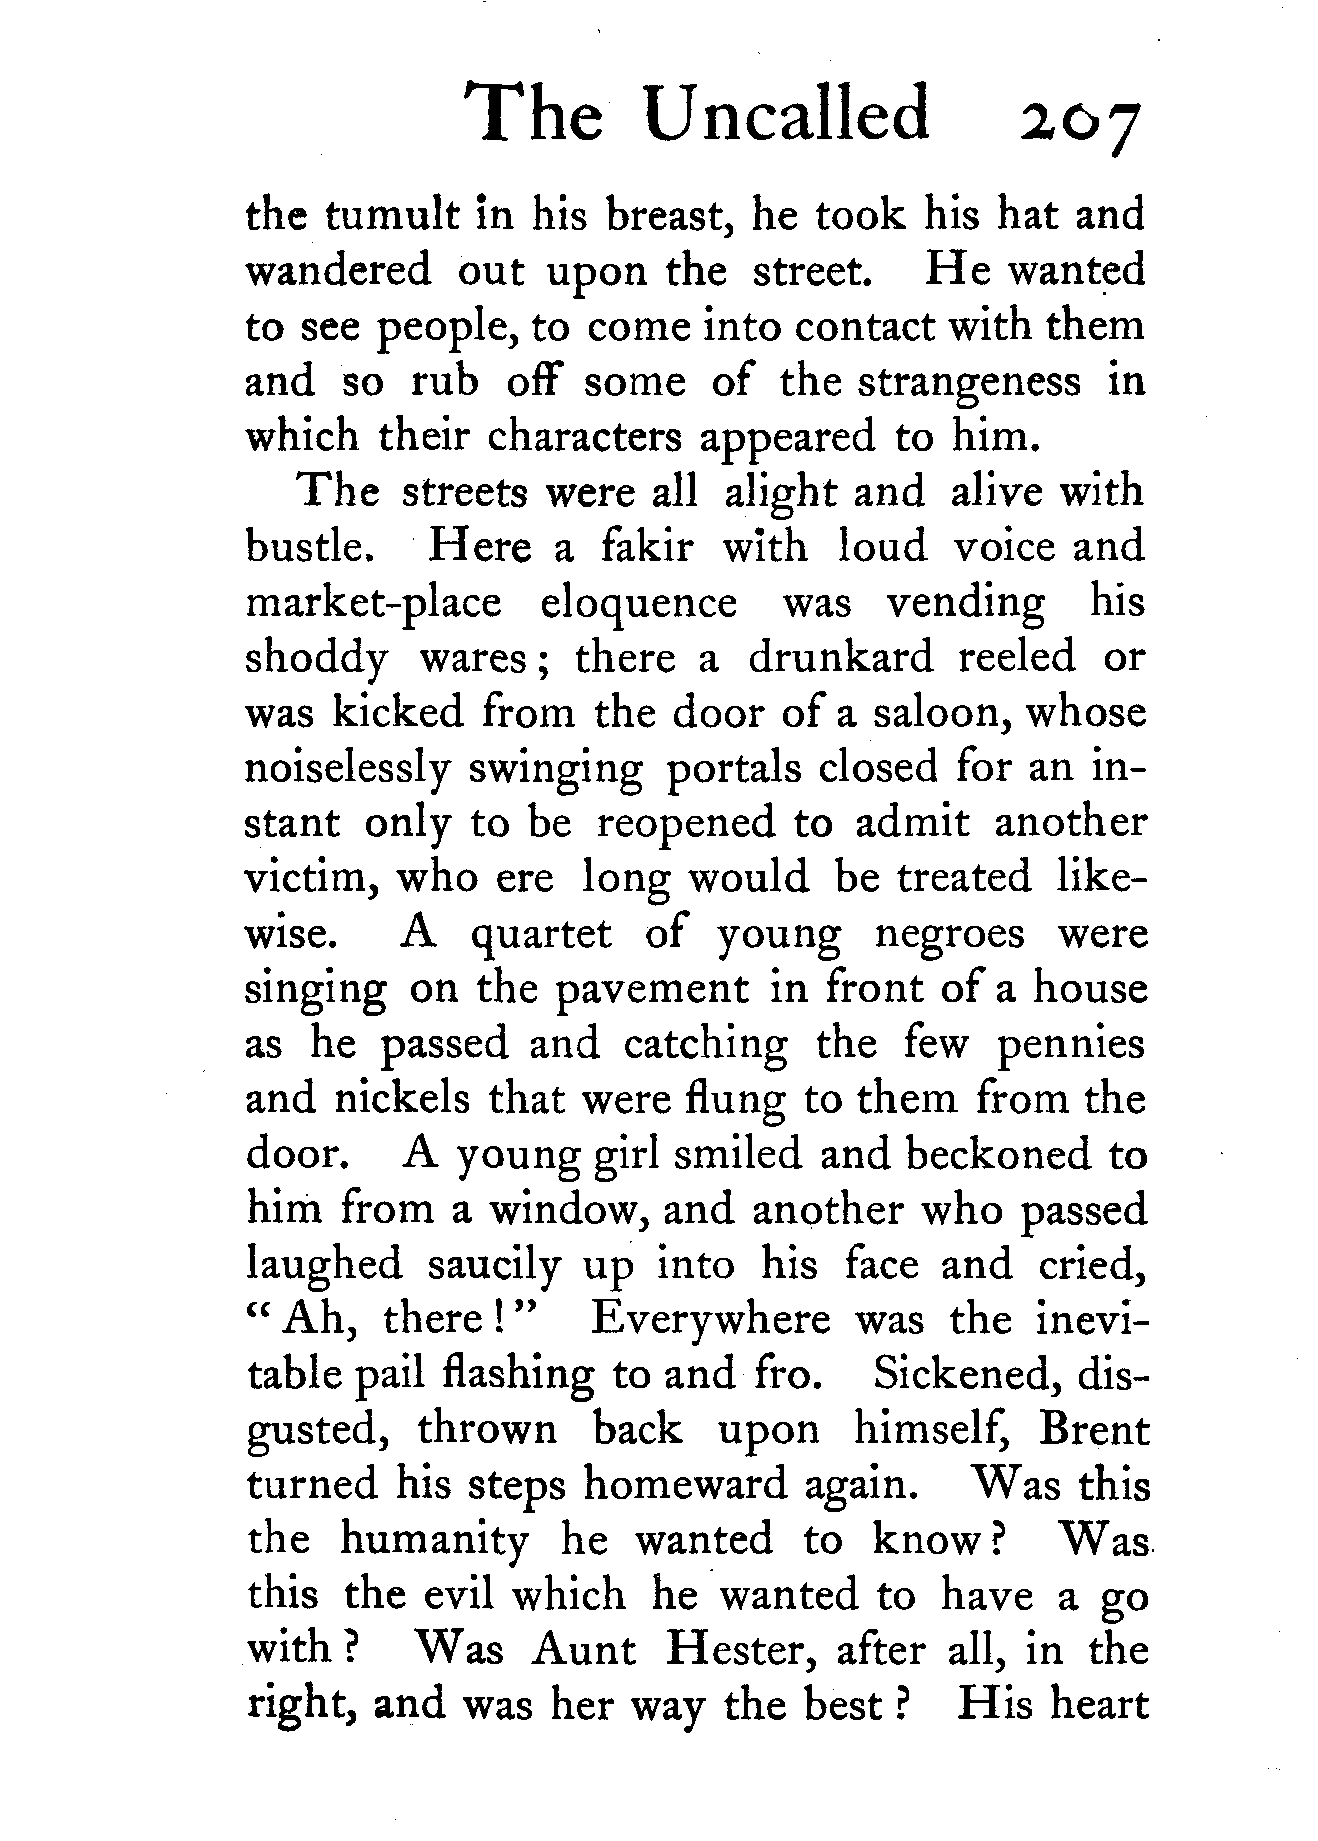 The Uncalled 207
the tumult in his breast, he took his hat and
wandered out upon the street. He wanted
to see people, to come into contact with them
and so rub off some of the strangeness in
which their characters appeared to him.
The streets were all alight and alive with
bustle. Here a fakir with loud voice and
market-place eloquence was vending his
shoddy wares; there a drunkard reeled or
was kicked from the door of a saloon, whose
noiselessly swinging portals closed for an in-
stant only to be reopened to admit another
victim, who ere long would be treated like-
wise. A quartet of young negroes were
singing on the pavement in front of a house
as he passed and catching the few pennies
and nickels that were flung to them from the
door. A young girl smiled and beckoned to
him from a window, and another who passed
laughed saucily up into his face and cried,
“Ah, there!” Everywhere was the inevi-
table pail flashing to and fro. Sickened, dis-
gusted, thrown back upon himself, Brent
turned his steps homeward again. Was this
the humanity he wanted to know? Was
this the evil which he wanted to have a go
with? Was Aunt Hester, after all, in the
right, and was her way the best? His heart